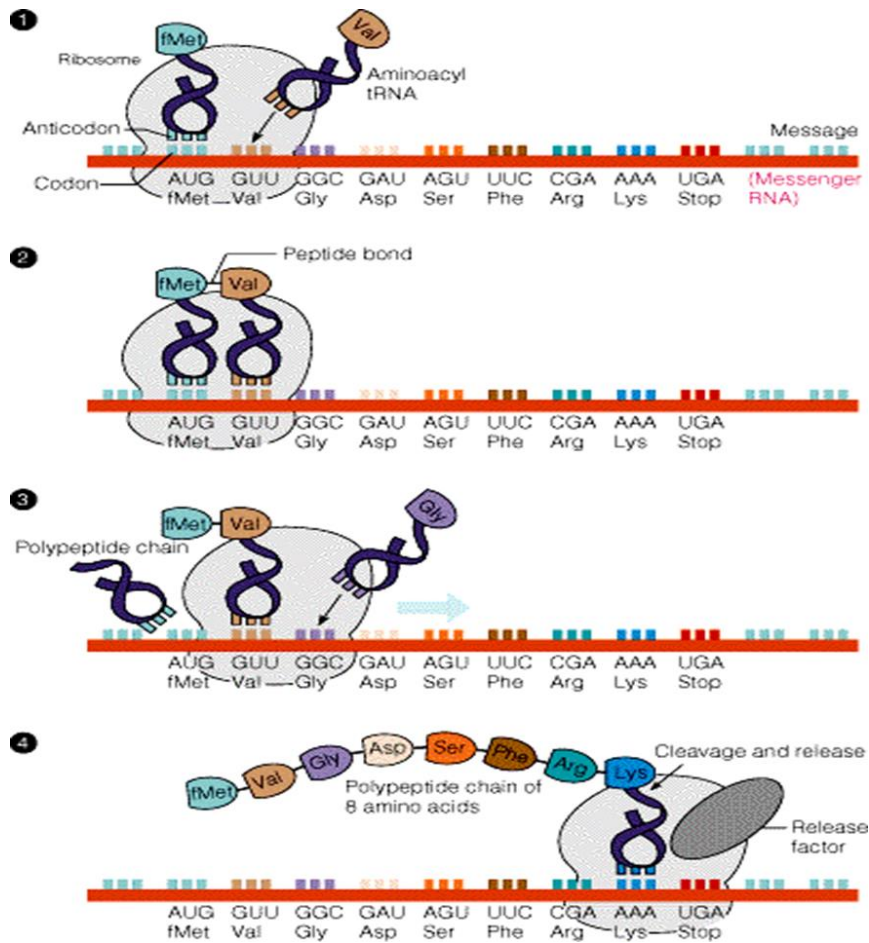 1
fMet
Val
Ribosome
Aminoacyl
tRNA
Anticodon
Message
Codon
AUG GUU GGC GAU AGU UUC CGA AAA UGA (Messenger
fMet Val Gly Asp Ser Phe Arg Lys Stop RNA)
2
Peptide bond
fMet Val
AUG GUU GGC GAU AGU UUC CGA AAA UGA
fMet Val Gly Asp Ser Phe Arg Lys Stop
3
Gly
fMet Val
Polypeptide chain
AUG GUU GGC GAU AGU UUC CGA AAA UGA
fMet Val Gly Asp Ser Phe Arg Lys Stop
4
fMet Val Gly Asp Ser Phe Arg Lys
Cleavage and release
Polypeptide chain of
8 amino acids
Release
factor
AUG GUU GGC GAU AGU UUC CGA AAA UGA
fMet Val Gly Asp Ser Phe Arg Lys Stop